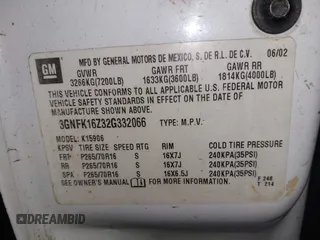 GM
MFD BY GENERAL MOTORS DE MEXICO, S. DE R.L. DE C.V. 06/02
GVWR GAWR FRT GAWR RR
3266KG(7200LB) 1633KG(3600LB) 1814KG(4000LB)
THIS VEHICLE CONFORMS TO ALL APPLICABLE U.S. FEDERAL MOTOR
VEHICLE SAFETY STANDARDS IN EFFECT ON THE DATE OF
MANUFACTURE SHOWN ABOVE.
3GNFK16Z32G332066 TYPE: M.P.V.
MODEL: K15906
TIRE SIZE SPEED RTG RIM COLD TIRE PRESSURE
FRT P265/70R16 S 16X7J 240KPA(35PSI)
RR P265/70R16 S 16X7J 240KPA(35PSI)
SPA P265/70R16 S 16X6.5J 240KPA(35PSI)
SEE OWNER'S MANUAL FOR ADDITIONAL INFORMATION
F 246
T 214
DREAMBID